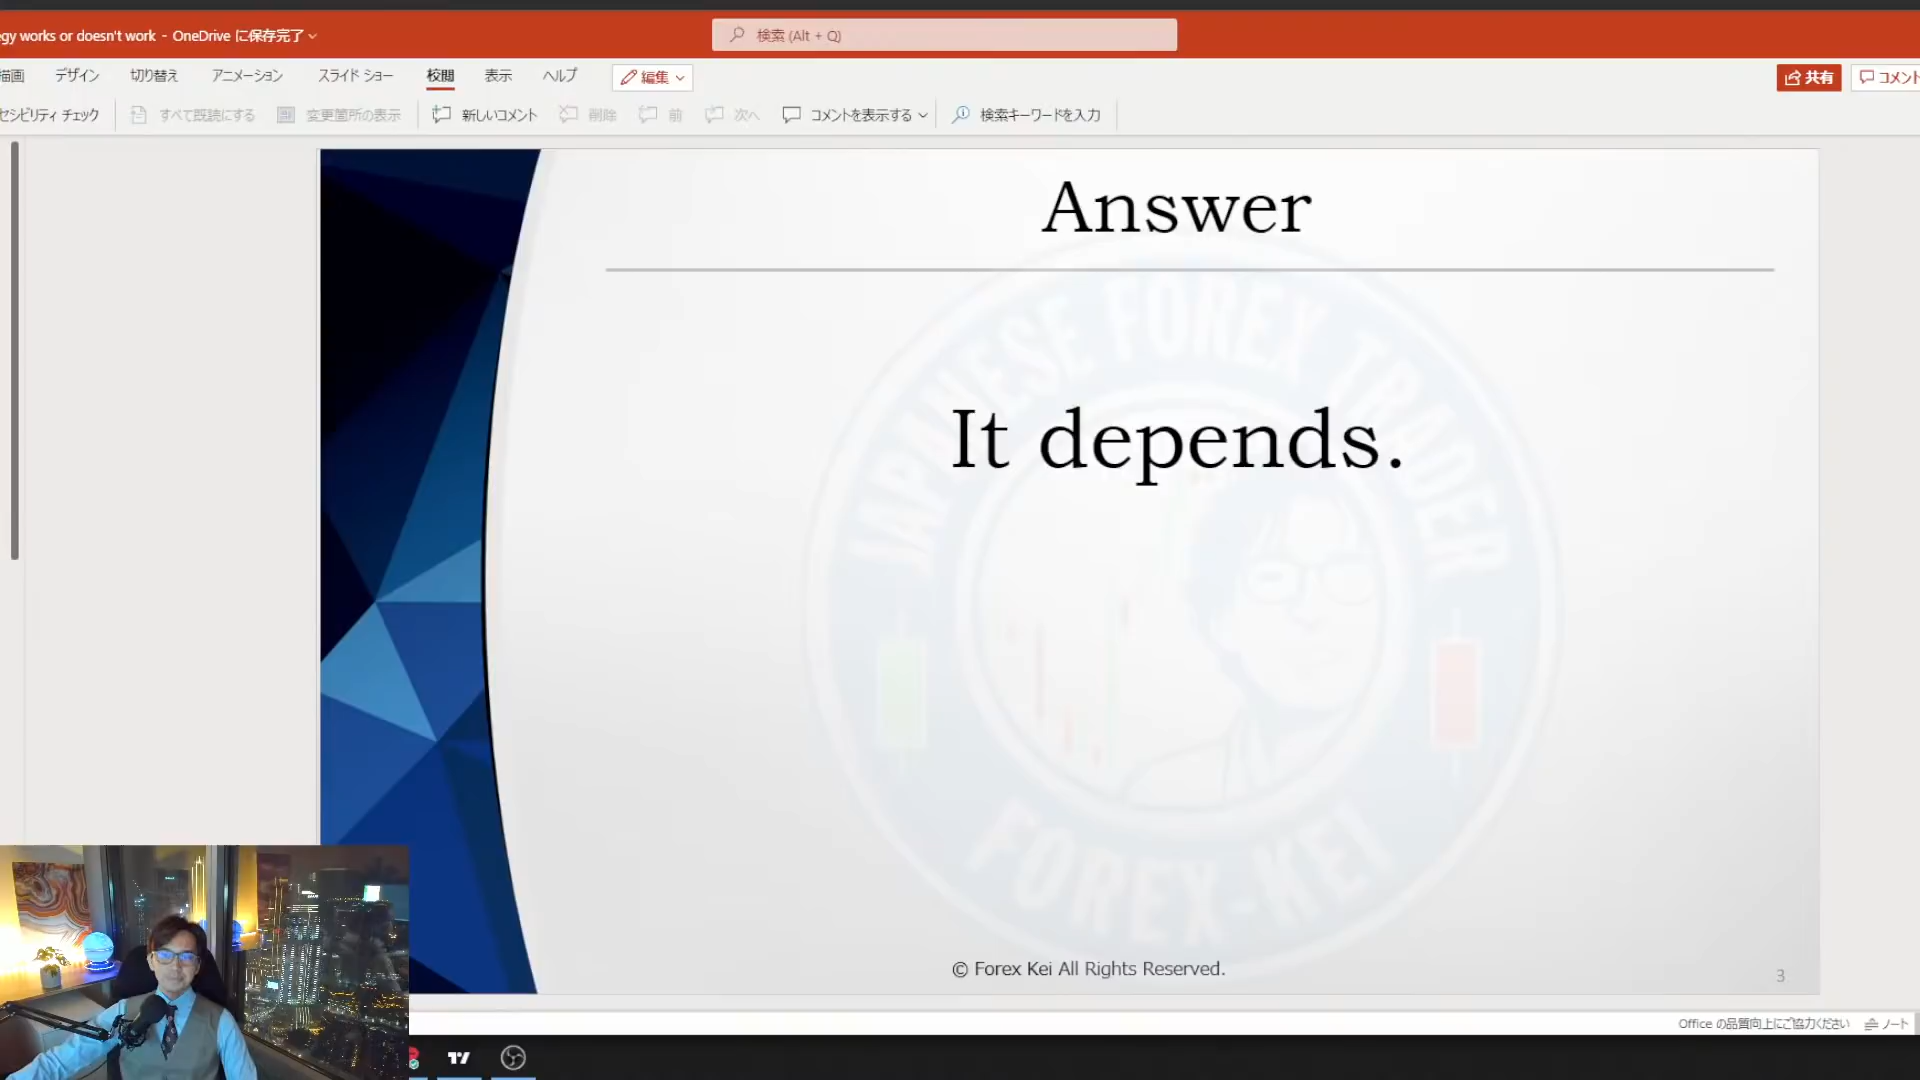 gy works or doesn't work - OneDrive に保存完了
検索 (Alt + Q)
描画 デザイン 切り替え アニメーション スライド ショー 校閲 表示 ヘルプ 編集 共有 コメント
セシビリティ チェック すべて既読にする 変更箇所の表示 新しいコメント 削除 前 次へ コメントを表示する 検索キーワードを入力
Answer
It depends.
JAPANESE FOREX TRADER
FOREX-KEI
© Forex Kei All Rights Reserved.
3
Office の品質向上にご協力ください ノート